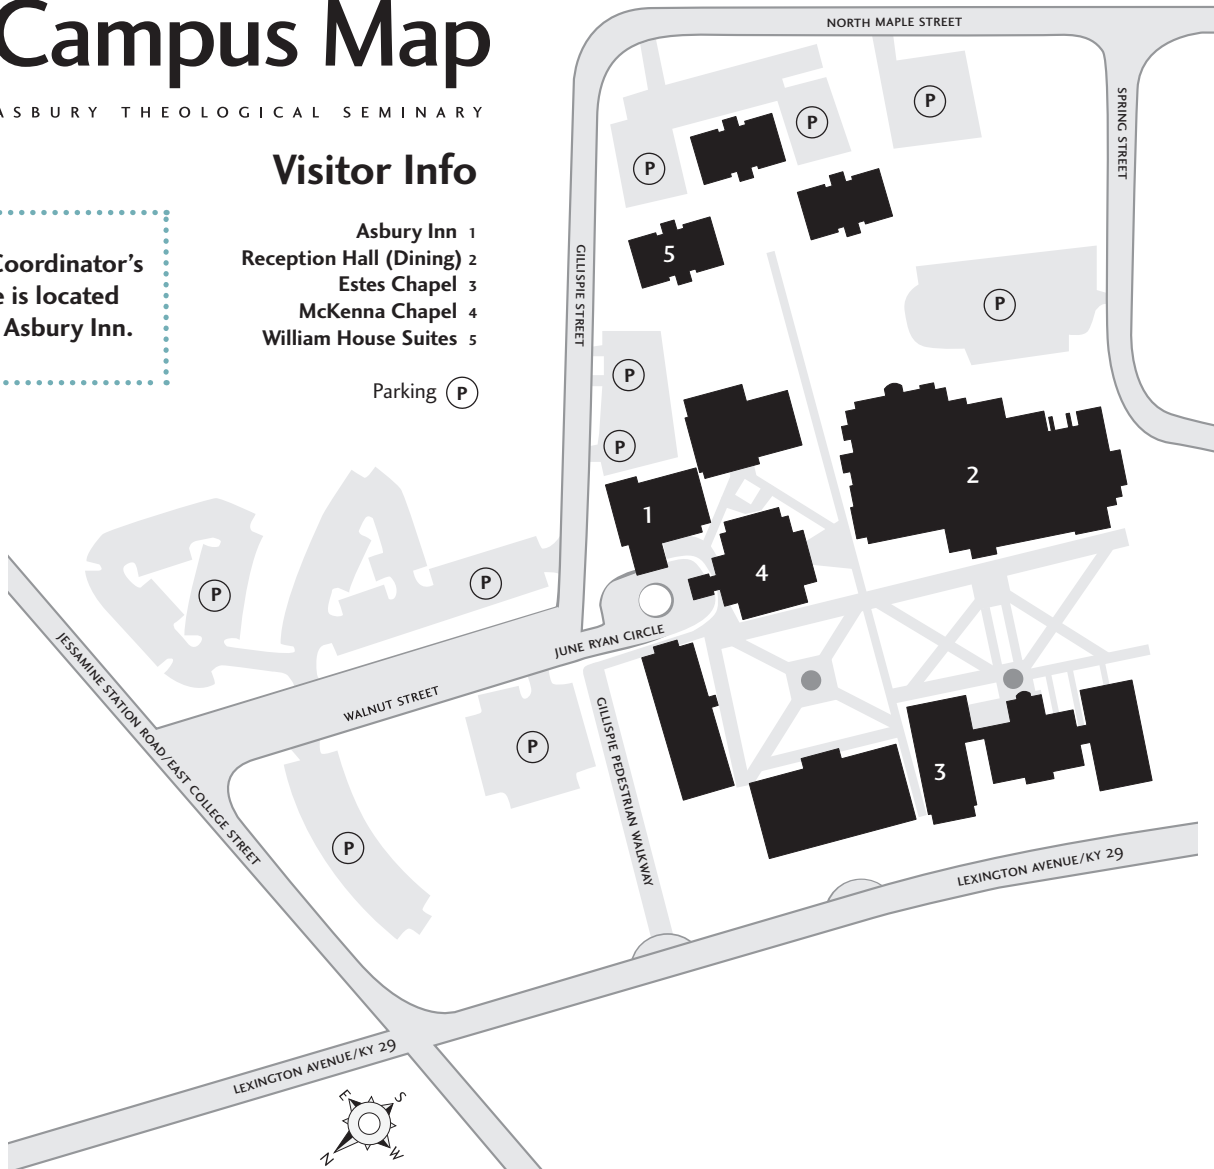 Campus Map
ASBURY THEOLOGICAL SEMINARY
Visitor Info
Coordinator's
is located
Asbury Inn.
Asbury Inn 1
Reception Hall (Dining) 2
Estes Chapel 3
McKenna Chapel 4
William House Suites 5
Parking P
NORTH MAPLE STREET
SPRING STREET
GILLISPIE STREET
P
P
P
5
P
P
P
2
1
4
P
P
JUNE RYAN CIRCLE
WALNUT STREET
JESSAMINE STATION ROAD/EAST COLLEGE STREET
GILLISPIE PEDESTRIAN WALKWAY
P
3
P
LEXINGTON AVENUE/KY 29
LEXINGTON AVENUE/KY 29
E S
N W